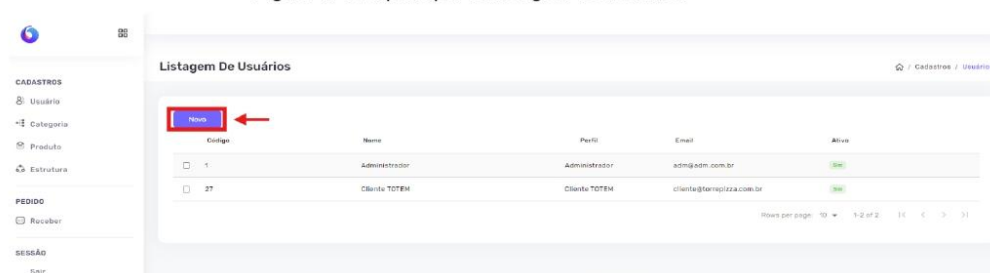 Listagem De Usuários
/ Cadastros / Usuário
CADASTROS
Usuário
Categoria
Produto
Estrutura
PEDIDO
Receber
SESSÃO
Sair
Novo
Código Nome Perfil Email Ativo
1 Administrador Administrador adm@adm.com.br Sim
27 Cliente TOTEM Cliente TOTEM cliente@torrepizza.com.br Sim
Rows per page: 10 1-2 of 2